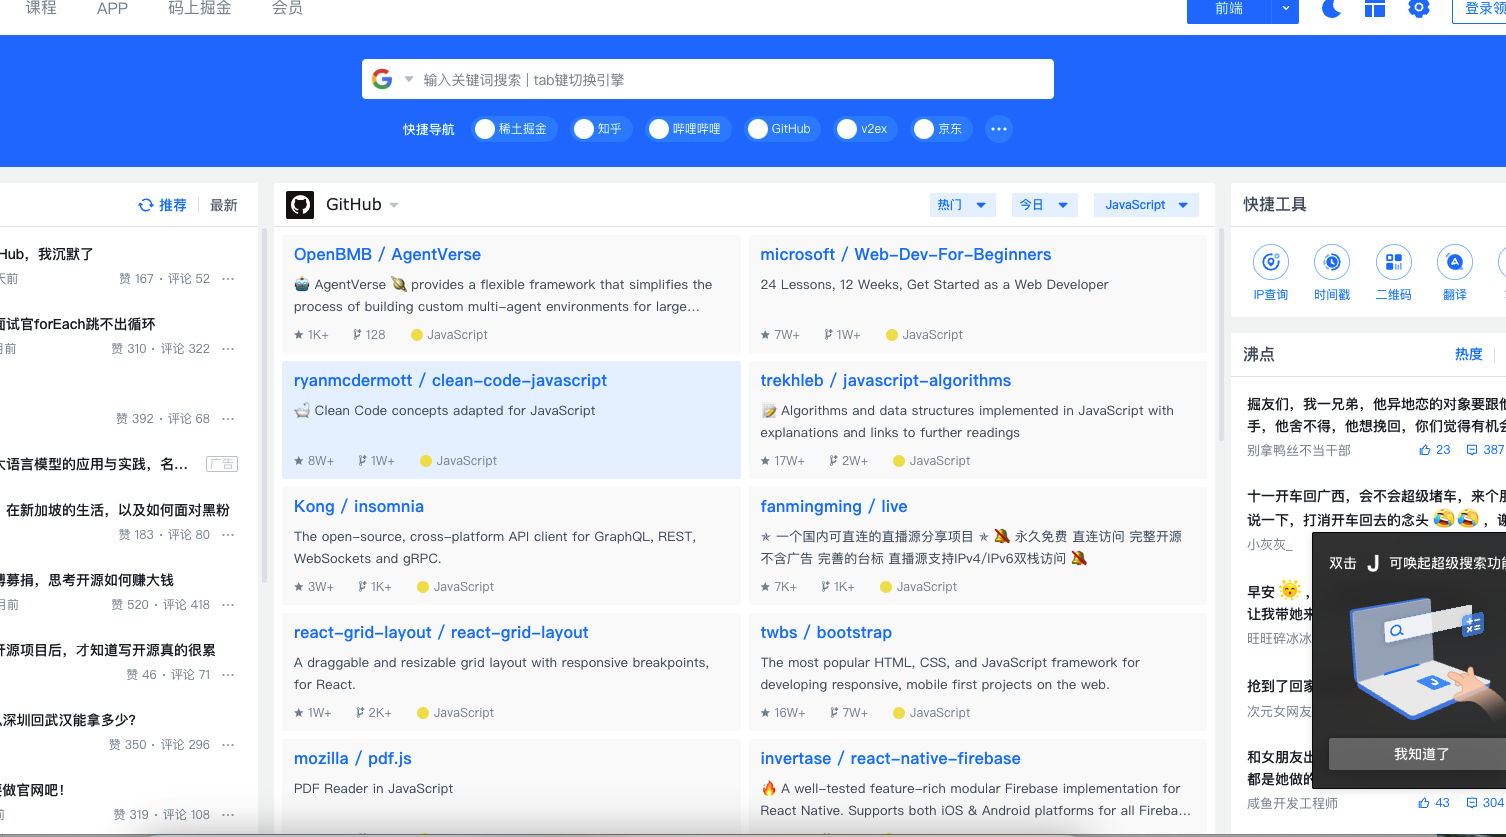 课程
APP
码上掘金
会员
前端
登录领
输入关键词搜索 | tab键切换引擎
快捷导航
稀土掘金
知乎
哔哩哔哩
GitHub
v2ex
京东
推荐
最新
Hub，我沉默了
天前
赞 167 · 评论 52
面试官forEach跳不出循环
月前
赞 310 · 评论 322
赞 392 · 评论 68
大语言模型的应用与实践，名...
广告
在新加坡的生活，以及如何面对黑粉
赞 183 · 评论 80
募捐，思考开源如何赚大钱
月前
赞 520 · 评论 418
开源项目后，才知道写开源真的很累
赞 46 · 评论 71
深圳回武汉能拿多少？
赞 350 · 评论 296
做官网吧！
前
赞 319 · 评论 108
GitHub
热门
今日
JavaScript
OpenBMB / AgentVerse
🤖 AgentVerse 🪐 provides a flexible framework that simplifies the
process of building custom multi-agent environments for large...
1K+
128
JavaScript
microsoft / Web-Dev-For-Beginners
24 Lessons, 12 Weeks, Get Started as a Web Developer
7W+
1W+
JavaScript
ryanmcdermott / clean-code-javascript
🛁 Clean Code concepts adapted for JavaScript
8W+
1W+
JavaScript
trekhleb / javascript-algorithms
📝 Algorithms and data structures implemented in JavaScript with
explanations and links to further readings
17W+
2W+
JavaScript
Kong / insomnia
The open-source, cross-platform API client for GraphQL, REST,
WebSockets and gRPC.
3W+
1K+
JavaScript
fanmingming / live
✯ 一个国内可直连的直播源分享项目 ✯ 🔕 永久免费 直连访问 完整开源
不含广告 完善的台标 直播源支持IPv4/IPv6双栈访问 🔕
7K+
1K+
JavaScript
react-grid-layout / react-grid-layout
A draggable and resizable grid layout with responsive breakpoints,
for React.
1W+
2K+
JavaScript
twbs / bootstrap
The most popular HTML, CSS, and JavaScript framework for
developing responsive, mobile first projects on the web.
16W+
7W+
JavaScript
mozilla / pdf.js
PDF Reader in JavaScript
invertase / react-native-firebase
🔥 A well-tested feature-rich modular Firebase implementation for
React Native. Supports both iOS & Android platforms for all Fireba...
快捷工具
IP查询
时间戳
二维码
翻译
沸点
热度
掘友们，我一兄弟，他异地恋的对象要跟他
手，他舍不得，他想挽回，你们觉得有机会
别拿鸭丝不当干部
23
387
十一开车回广西，会不会超级堵车，来个朋
说一下，打消开车回去的念头 😂😂，谢
小灰灰_
早安 🌞，
让我带她来
旺旺碎冰冰
抢到了回家
次元女网友
和女朋友出
都是她做的
咸鱼开发工程师
43
304
双击 J 可唤起超级搜索功能
我知道了